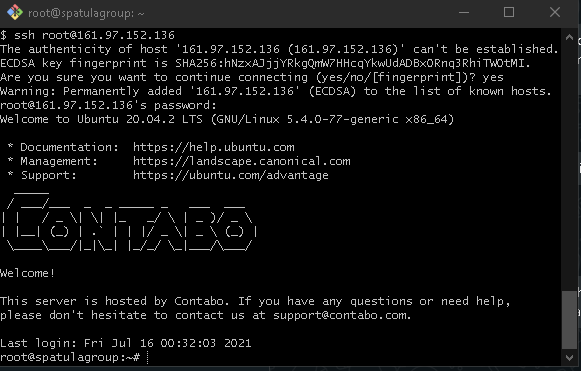 root@spatulagroup: ~
$ ssh root@161.97.152.136
The authenticity of host '161.97.152.136 (161.97.152.136)' can't be established.
ECDSA key fingerprint is SHA256:hNzxAJjjYRkgQmW7HHcqYkwUdADBxORnq3RhiTWOtMI.
Are you sure you want to continue connecting (yes/no/[fingerprint])? yes
Warning: Permanently added '161.97.152.136' (ECDSA) to the list of known hosts.
root@161.97.152.136's password:
Welcome to Ubuntu 20.04.2 LTS (GNU/Linux 5.4.0-77-generic x86_64)
* Documentation: https://help.ubuntu.com
* Management: https://landscape.canonical.com
* Support: https://ubuntu.com/advantage
CONTABO
Welcome!
This server is hosted by Contabo. If you have any questions or need help,
please don't hesitate to contact us at support@contabo.com.
Last login: Fri Jul 16 00:32:03 2021
root@spatulagroup:~#